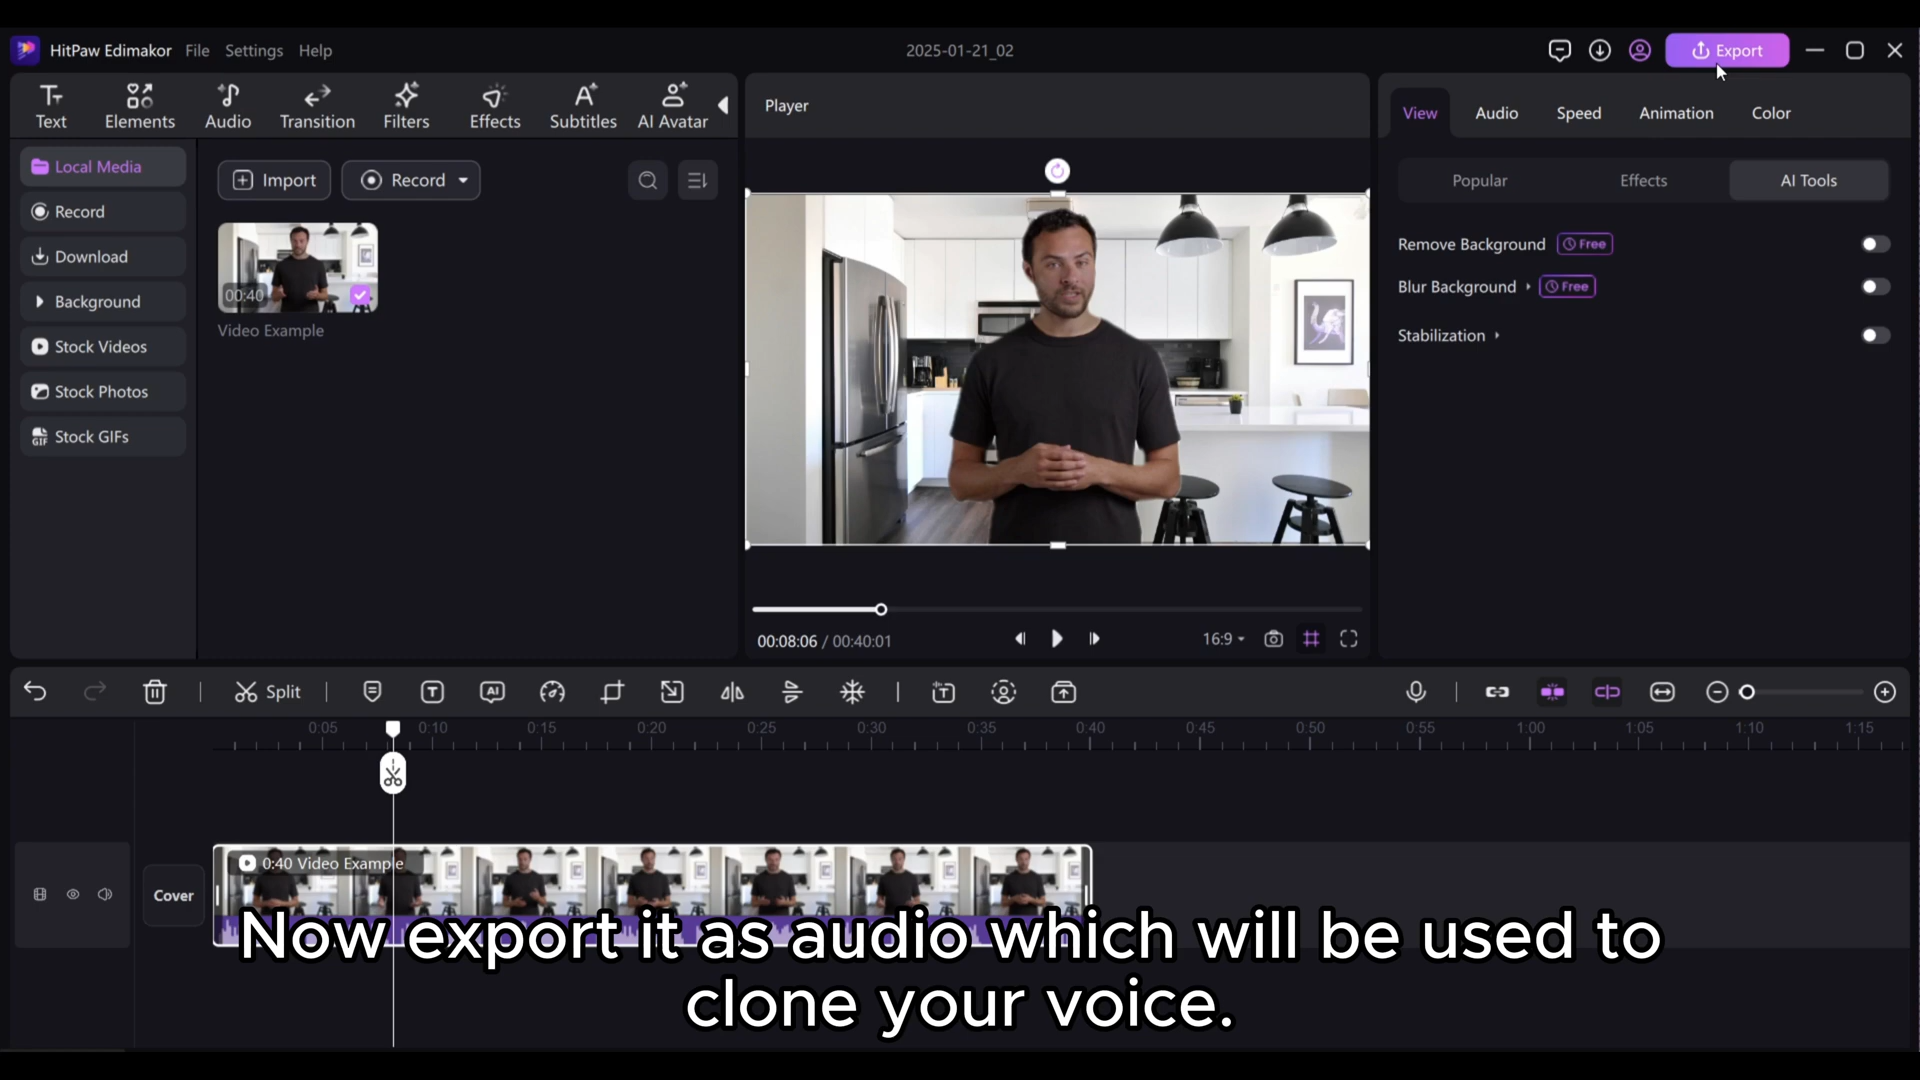 HitPaw Edimakor File Settings Help
2025-01-21_02
Export
Text Elements Audio Transition Filters Effects Subtitles AI Avatar
Player
View Audio Speed Animation Color
Local Media
Record
Download
Background
Stock Videos
Stock Photos
GIF Stock GIFs
Import Record
00:40
Video Example
Popular Effects AI Tools
Remove Background Free
Blur Background Free
Stabilization
00:08:06 / 00:40:01
16:9
Split
T AI T
0:05 0:10 0:15 0:20 0:25 0:30 0:35 0:40 0:45 0:50 0:55 1:00 1:05 1:10 1:15
0:40 Video Example
Cover
Now export it as audio which will be used to
clone your voice.